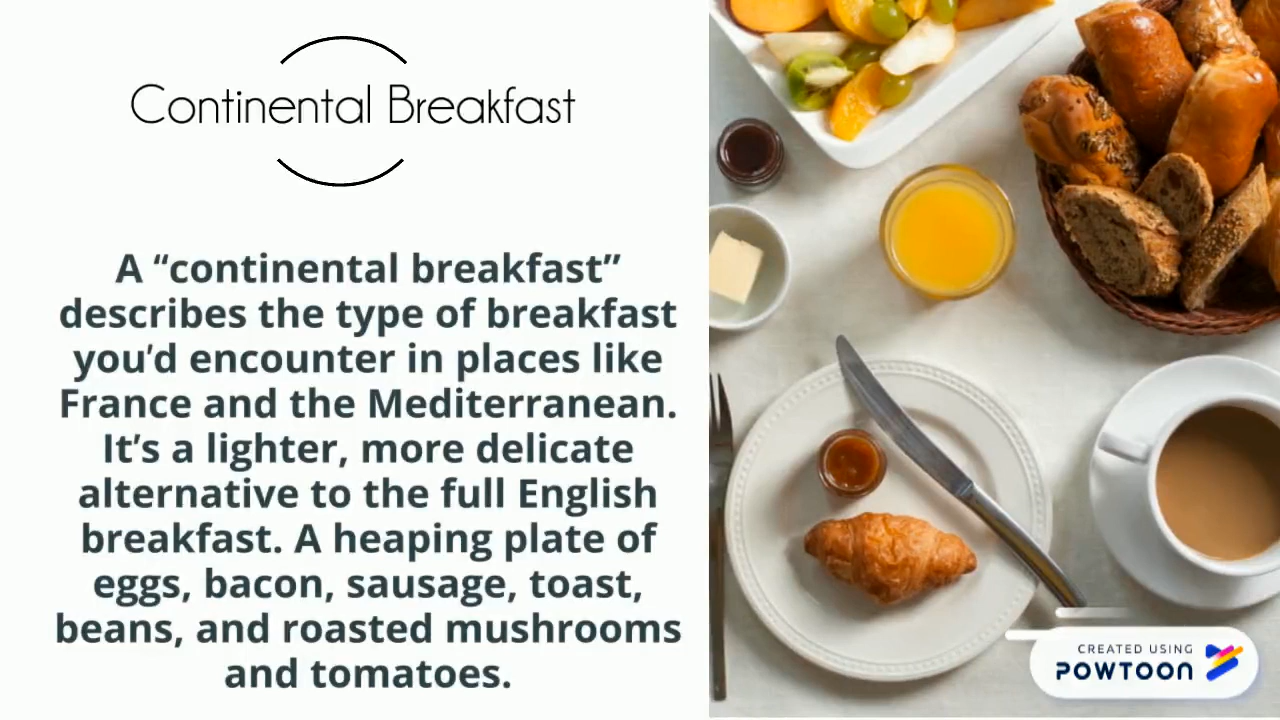 Continental Breakfast
A “continental breakfast”
describes the type of breakfast
you’d encounter in places like
France and the Mediterranean.
It’s a lighter, more delicate
alternative to the full English
breakfast. A heaping plate of
eggs, bacon, sausage, toast,
beans, and roasted mushrooms
and tomatoes.
CREATED USING
POWTOON